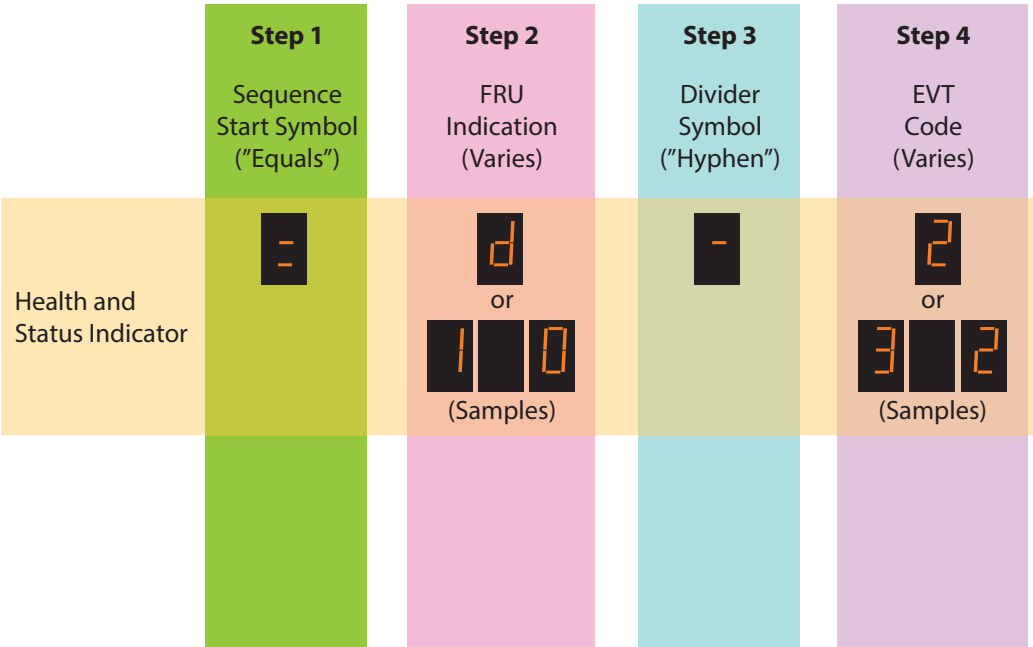 Step 1
Sequence
Start Symbol
("Equals")
Step 2
FRU
Indication
(Varies)
Step 3
Divider
Symbol
(”Hyphen")
Step 4
EVT
Code
(Varies)
Health and
Status Indicator
=
d
or
1 0
(Samples)
-
2
or
3 2
(Samples)